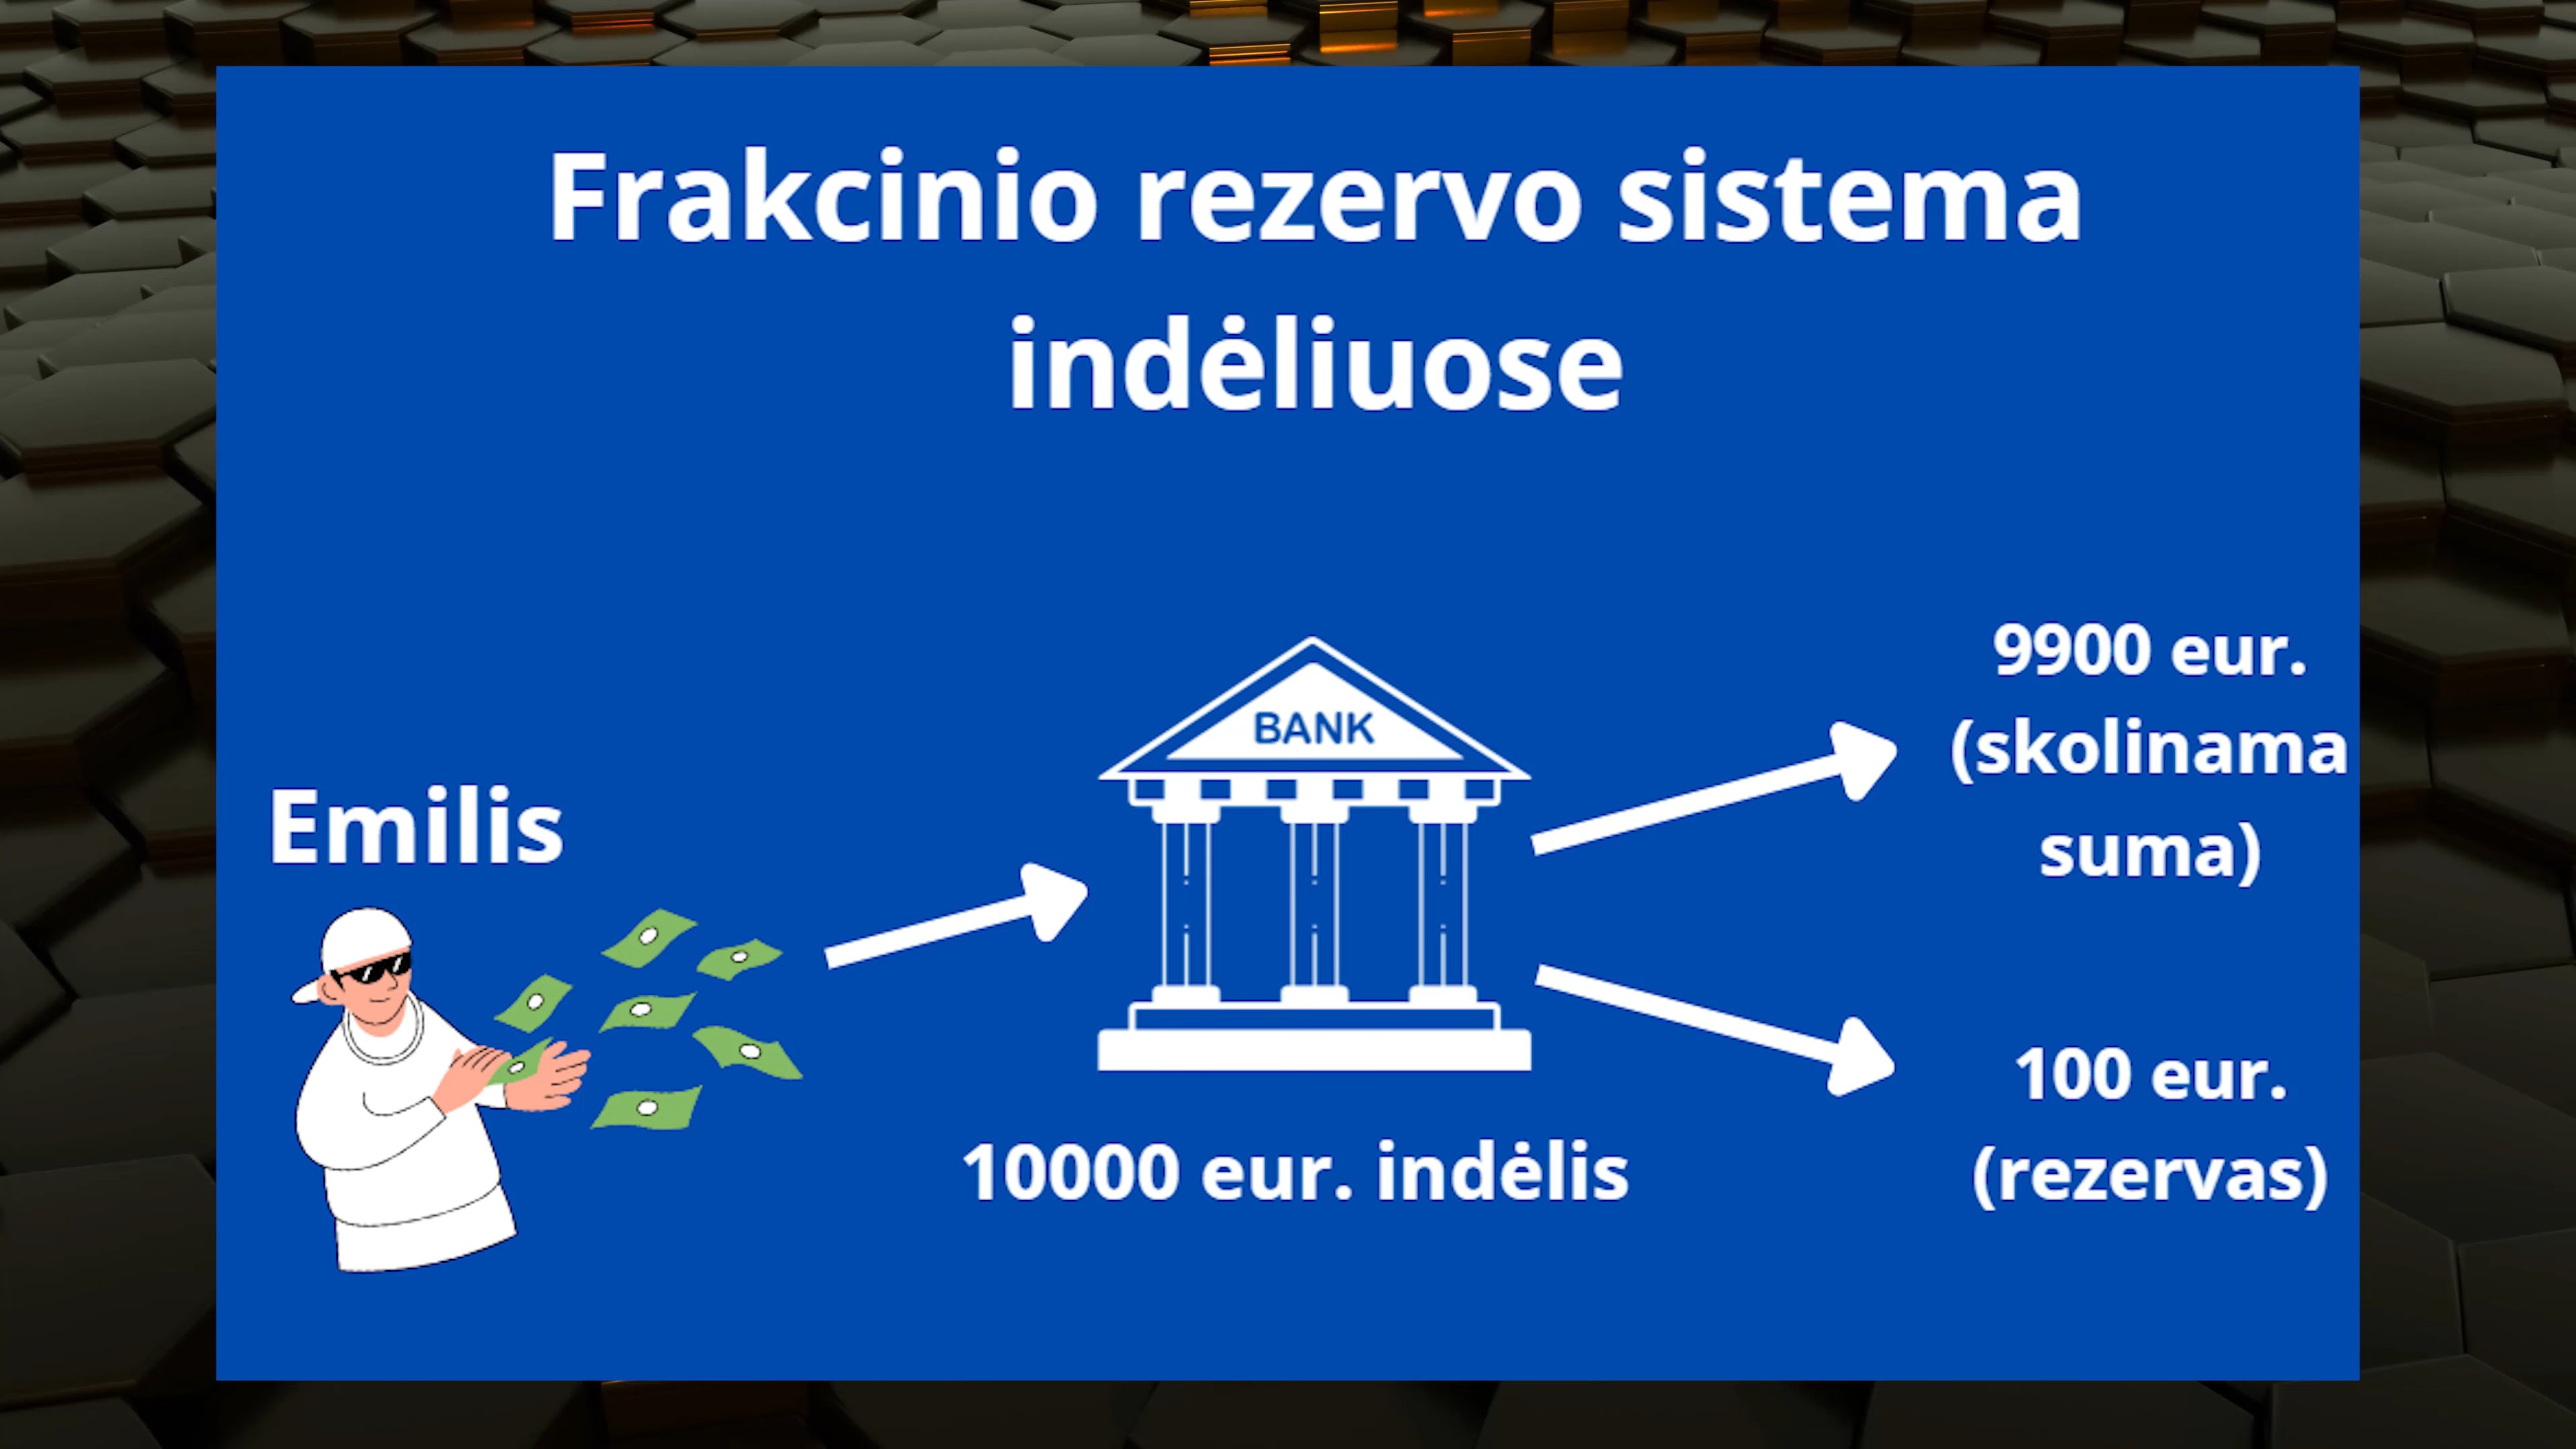 Frakcinio rezervo sistema
indėliuose
Emilis
BANK
10000 eur. indėlis
9900 eur.
(skolinama
suma)
100 eur.
(rezervas)